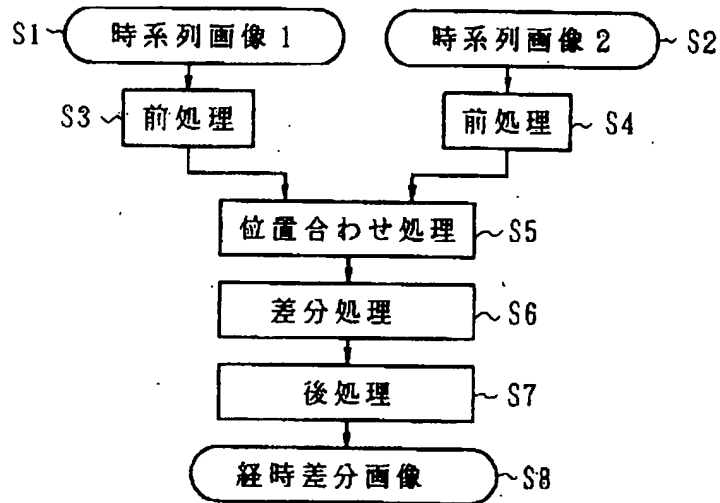 S1 時系列画像1 時系列画像2 S2
S3 前処理 前処理 S4
位置合わせ処理 S5
差分処理 S6
後処理 S7
経時差分画像 S8